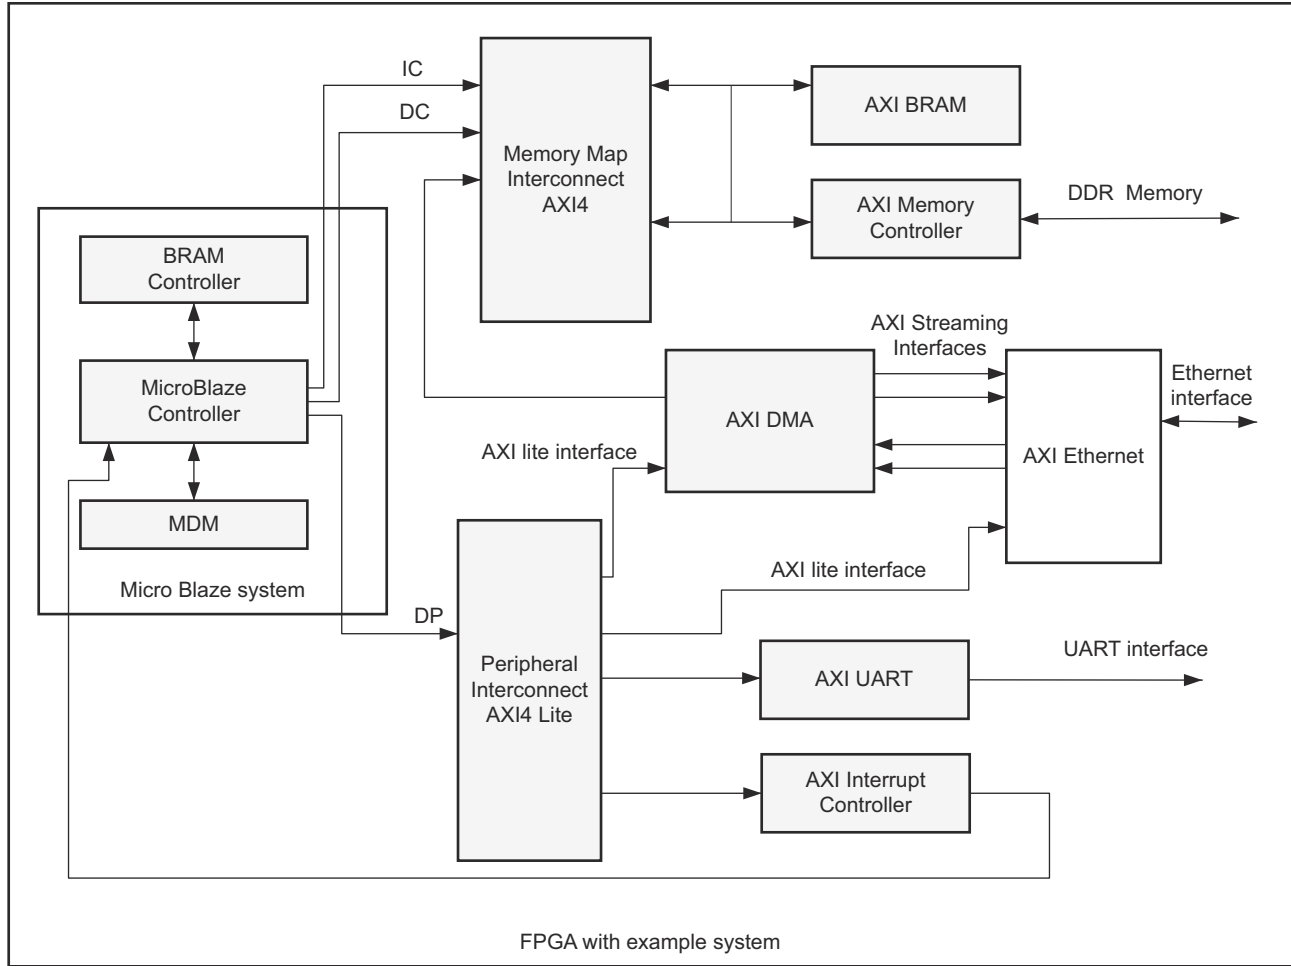 IC
DC
Memory Map
Interconnect
AXI4
AXI BRAM
AXI Memory
Controller
DDR  Memory
BRAM
Controller
MicroBlaze
Controller
MDM
Micro Blaze system
AXI Streaming
Interfaces
AXI DMA
AXI Ethernet
Ethernet
interface
AXI lite interface
AXI lite interface
DP
Peripheral
Interconnect
AXI4 Lite
AXI UART
UART interface
AXI Interrupt
Controller
FPGA with example system